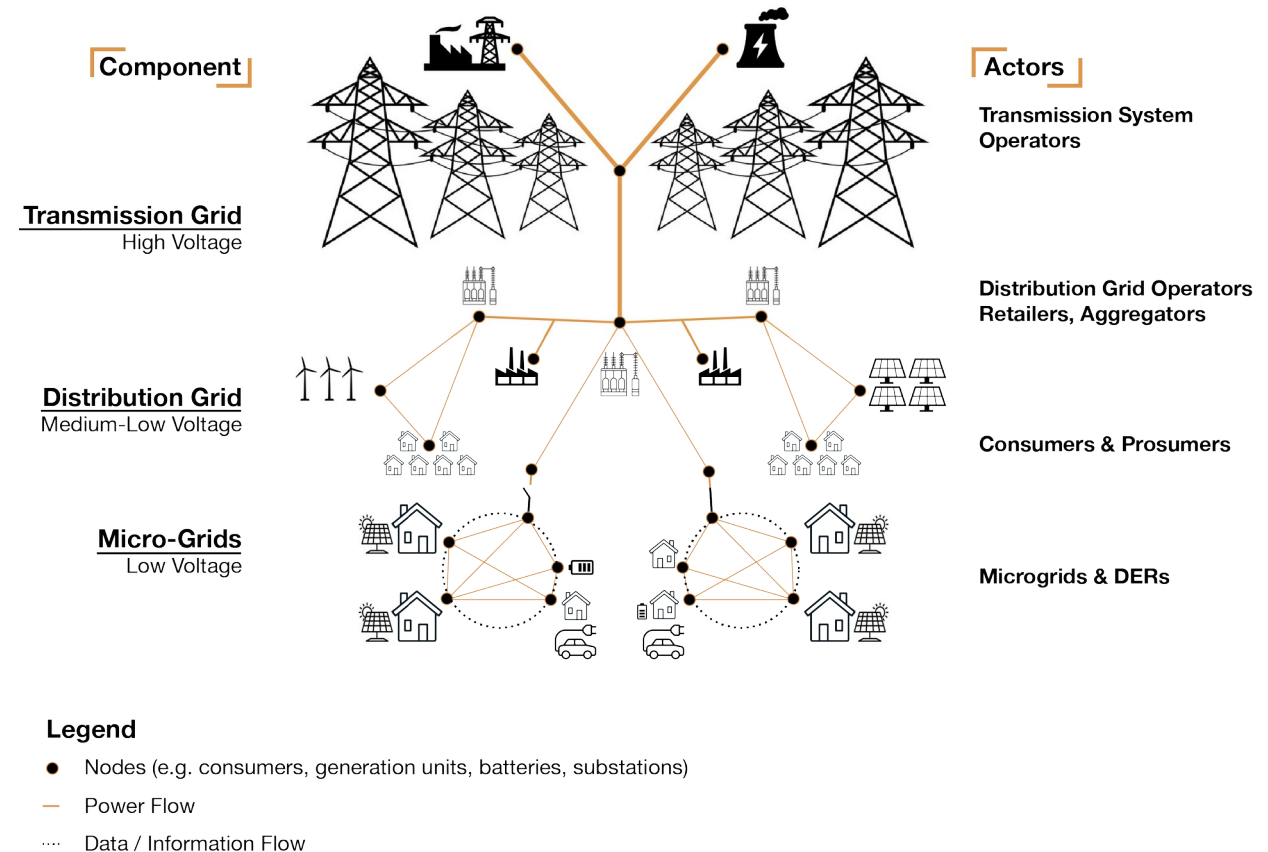 Component
Actors
Transmission System
Operators
Transmission Grid
High Voltage
Distribution Grid Operators
Retailers, Aggregators
Distribution Grid
Medium-Low Voltage
Consumers & Prosumers
Micro-Grids
Low Voltage
Microgrids & DERs
Legend
Nodes (e.g. consumers, generation units, batteries, substations)
Power Flow
Data / Information Flow